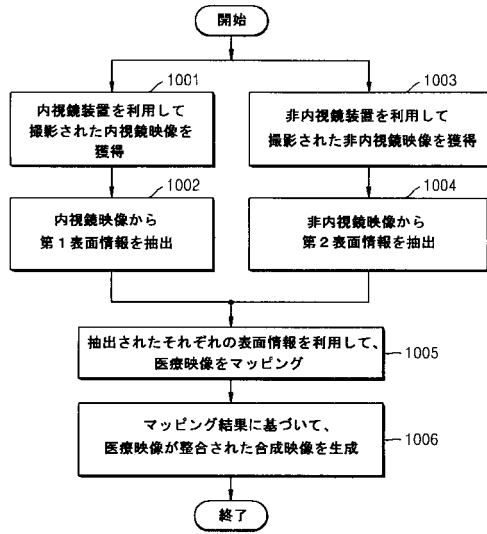 開始
1001
内視鏡装置を利用して
撮影された内視鏡映像を
獲得
1003
非内視鏡装置を利用して
撮影された非内視鏡映像を獲得
1002
内視鏡映像から
第1表面情報を抽出
1004
非内視鏡映像から
第2表面情報を抽出
抽出されたそれぞれの表面情報を利用して、
医療映像をマッピング
1005
マッピング結果に基づいて、
医療映像が整合された合成映像を生成
1006
終了